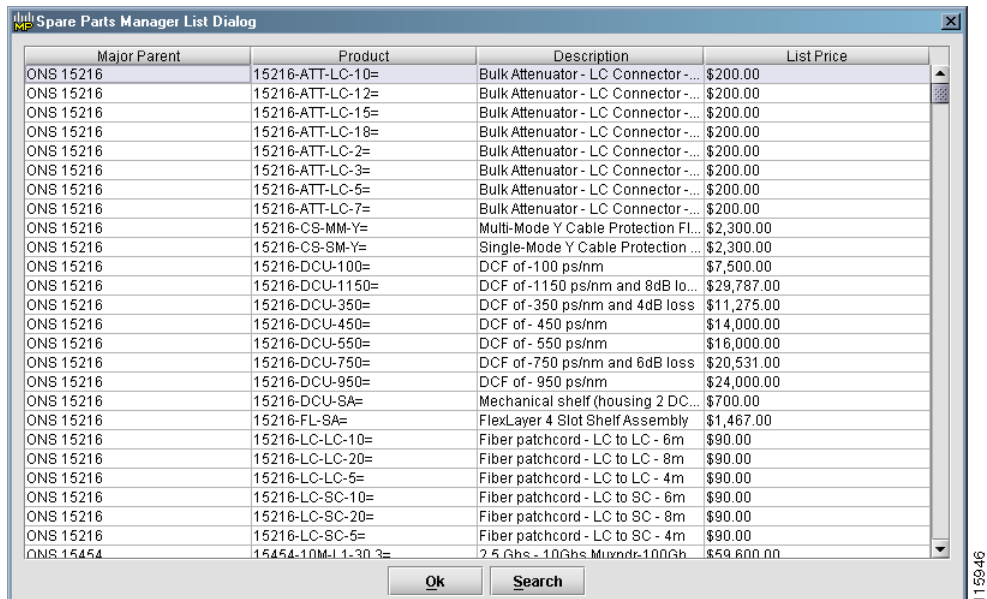 MP Spare Parts Manager List Dialog
Major Parent Product Description List Price
ONS 15216 15216-ATT-LC-10= Bulk Attenuator - LC Connector -... $200.00
ONS 15216 15216-ATT-LC-12= Bulk Attenuator - LC Connector -... $200.00
ONS 15216 15216-ATT-LC-15= Bulk Attenuator - LC Connector -... $200.00
ONS 15216 15216-ATT-LC-18= Bulk Attenuator - LC Connector -... $200.00
ONS 15216 15216-ATT-LC-2= Bulk Attenuator - LC Connector -... $200.00
ONS 15216 15216-ATT-LC-3= Bulk Attenuator - LC Connector -... $200.00
ONS 15216 15216-ATT-LC-5= Bulk Attenuator - LC Connector -... $200.00
ONS 15216 15216-ATT-LC-7= Bulk Attenuator - LC Connector -... $200.00
ONS 15216 15216-CS-MM-Y= Multi-Mode Y Cable Protection Fl... $2,300.00
ONS 15216 15216-CS-SM-Y= Single-Mode Y Cable Protection ... $2,300.00
ONS 15216 15216-DCU-100= DCF of -100 ps/nm $7,500.00
ONS 15216 15216-DCU-1150= DCF of -1150 ps/nm and 8dB lo... $29,787.00
ONS 15216 15216-DCU-350= DCF of -350 ps/nm and 4dB loss $11,275.00
ONS 15216 15216-DCU-450= DCF of - 450 ps/nm $14,000.00
ONS 15216 15216-DCU-550= DCF of - 550 ps/nm $16,000.00
ONS 15216 15216-DCU-750= DCF of -750 ps/nm and 6dB loss $20,531.00
ONS 15216 15216-DCU-950= DCF of - 950 ps/nm $24,000.00
ONS 15216 15216-DCU-SA= Mechanical shelf (housing 2 DC... $700.00
ONS 15216 15216-FL-SA= FlexLayer 4 Slot Shelf Assembly $1,467.00
ONS 15216 15216-LC-LC-10= Fiber patchcord - LC to LC - 6m $90.00
ONS 15216 15216-LC-LC-20= Fiber patchcord - LC to LC - 8m $90.00
ONS 15216 15216-LC-LC-5= Fiber patchcord - LC to LC - 4m $90.00
ONS 15216 15216-LC-SC-10= Fiber patchcord - LC to SC - 6m $90.00
ONS 15216 15216-LC-SC-20= Fiber patchcord - LC to SC - 8m $90.00
ONS 15216 15216-LC-SC-5= Fiber patchcord - LC to SC - 4m $90.00
ONS 15454 15454-10M-L1-30.3= 2.5 Gbs - 10Gbs Muxpdr-100Gh... $59,600.00
Ok Search
115946